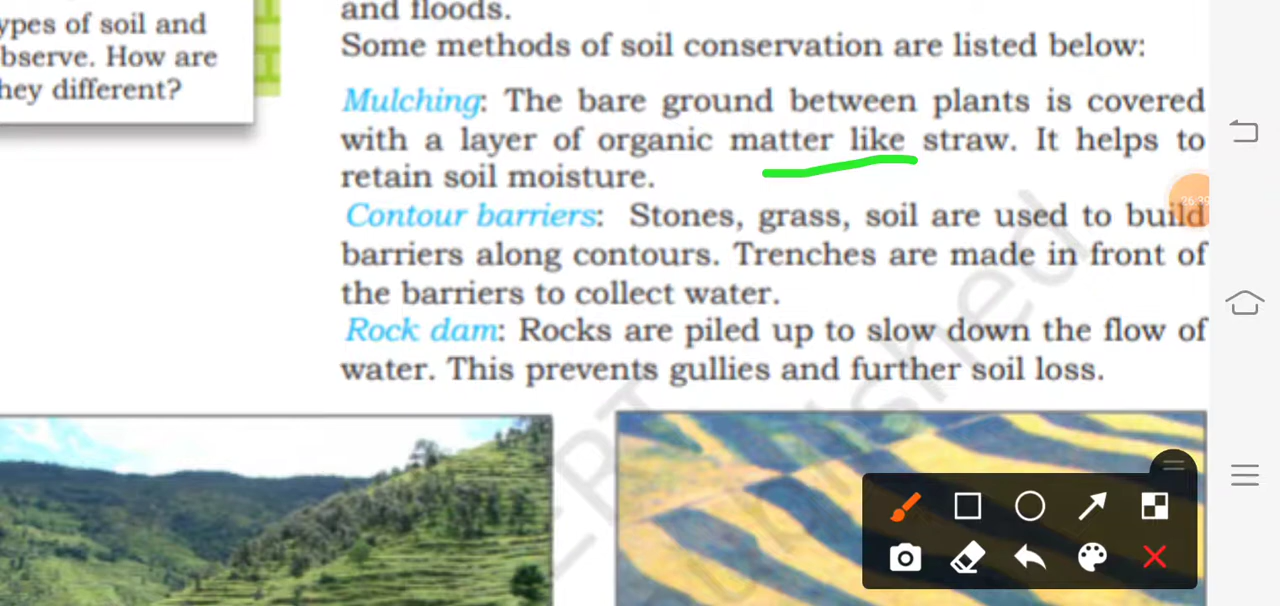 ypes of soil and
bserve. How are
hey different?
and floods.
Some methods of soil conservation are listed below:
Mulching: The bare ground between plants is covered
with a layer of organic matter like straw. It helps to
retain soil moisture.
Contour barriers: Stones, grass, soil are used to build
barriers along contours. Trenches are made in front of
the barriers to collect water.
Rock dam: Rocks are piled up to slow down the flow of
water. This prevents gullies and further soil loss.